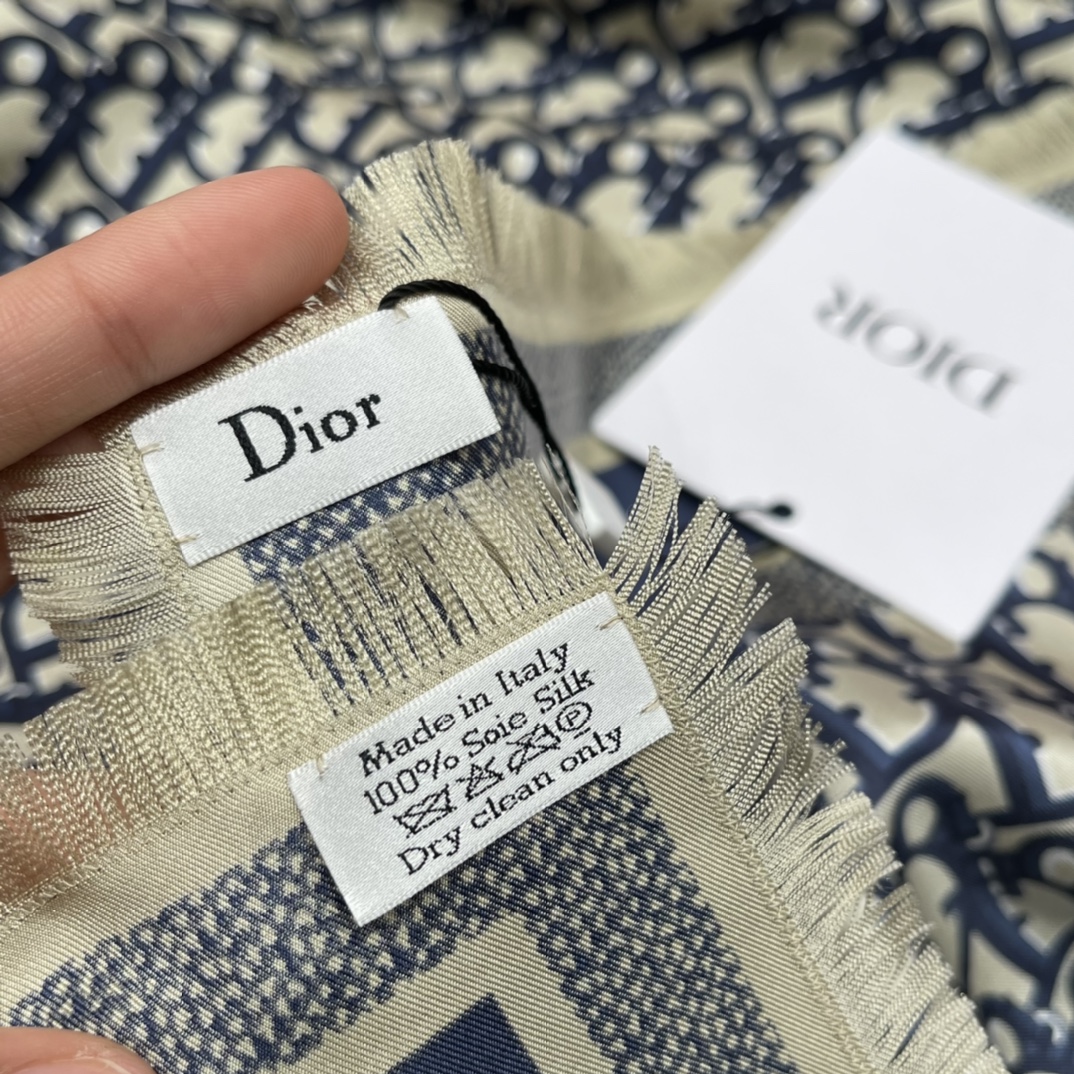 Dior
DIOR
Made in Italy
100% Soie Silk
P
Dry clean only